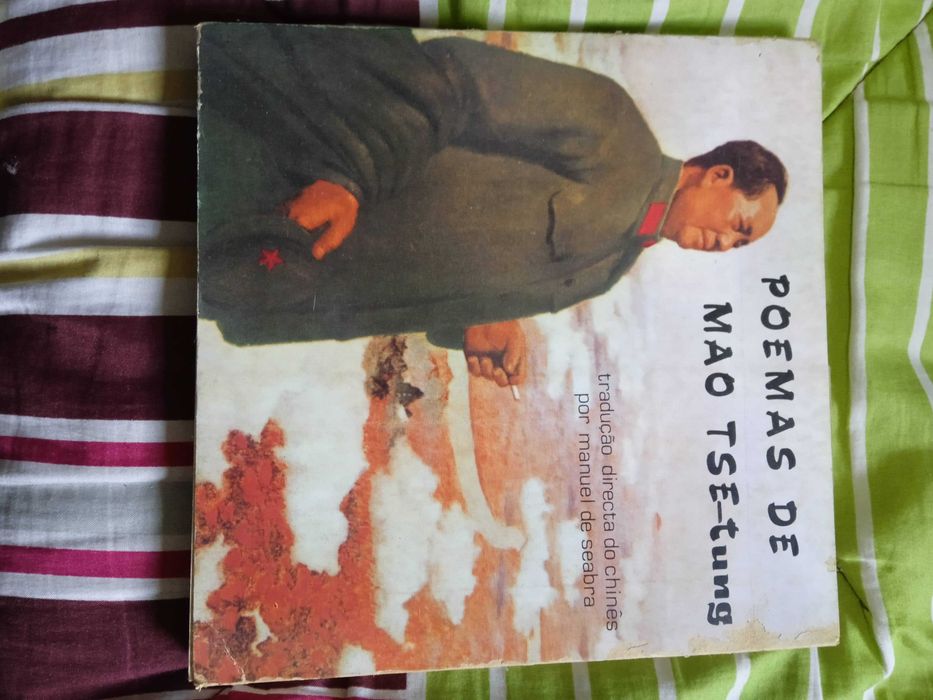 POEMAS DE
MAO TSE-tung
tradução directa do chinês
por manuel de seabra